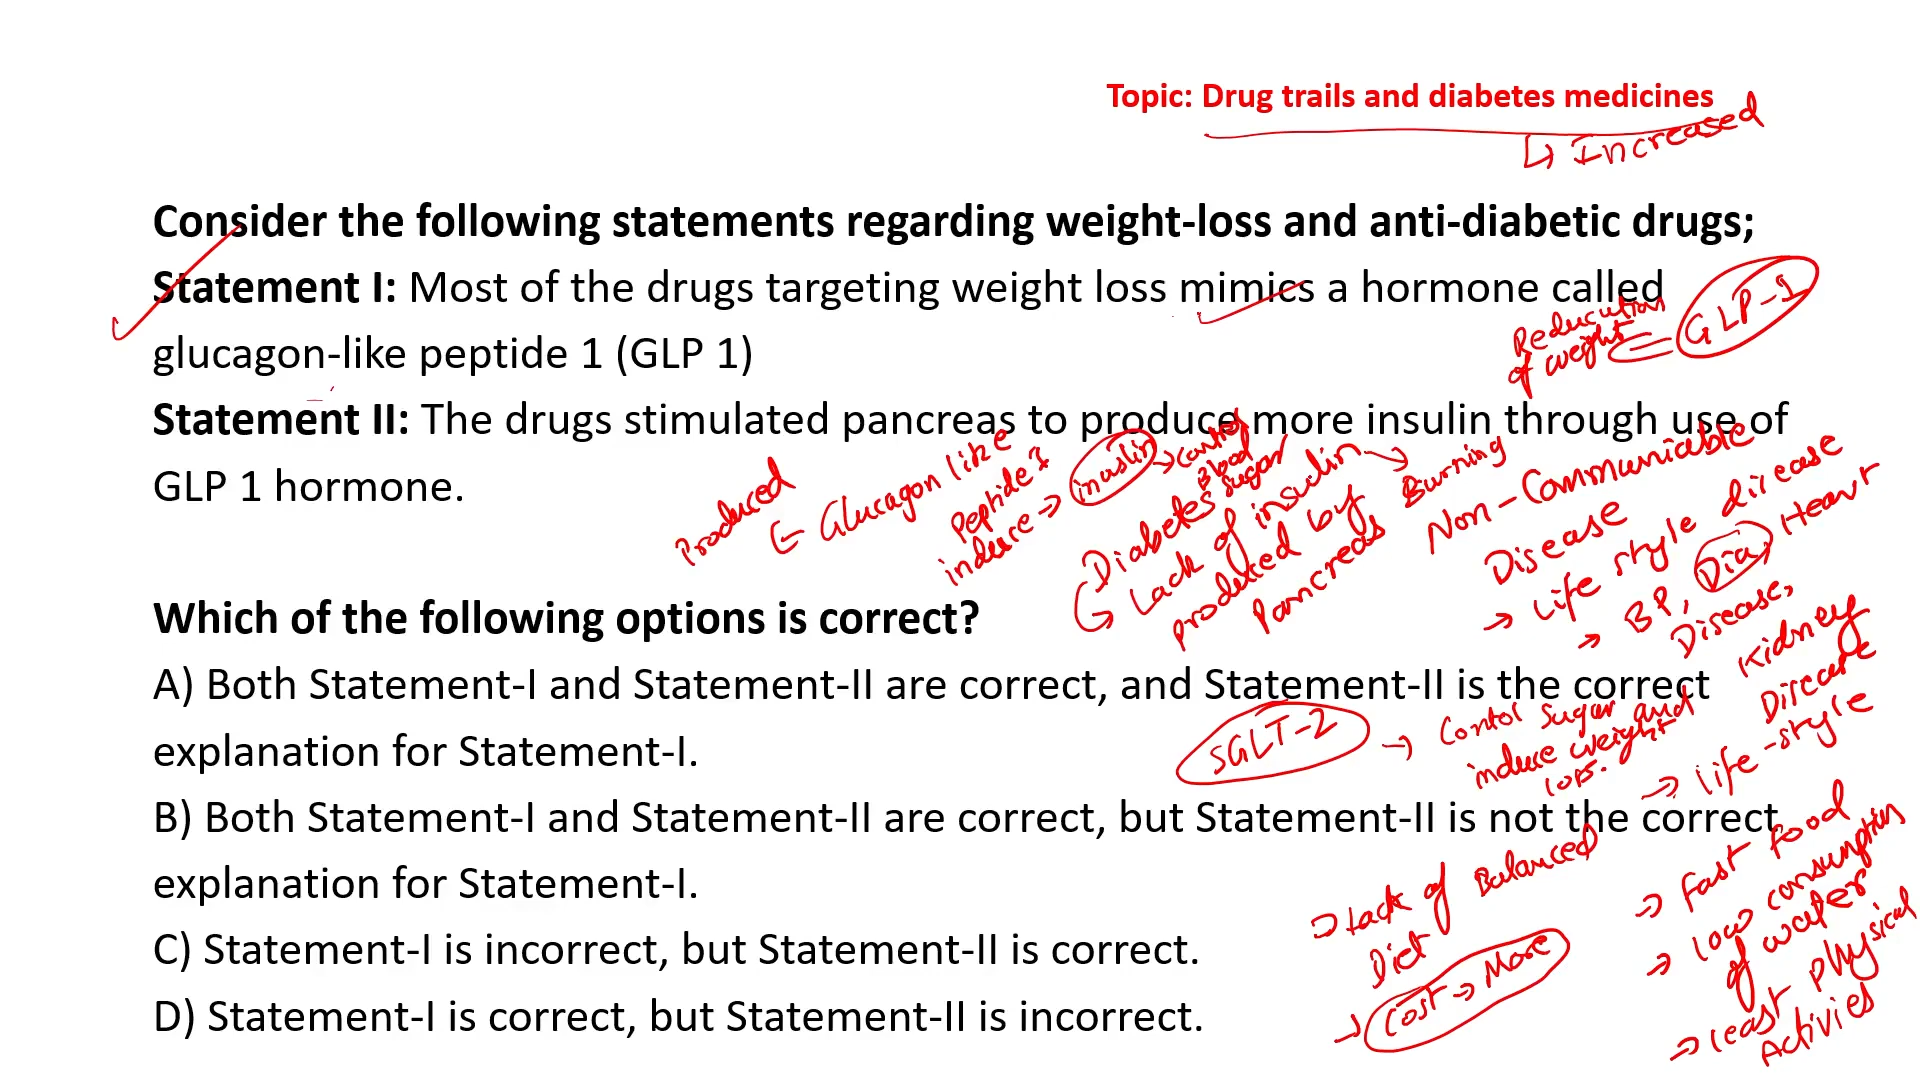 Topic: Drug trails and diabetes medicines
↳ Increased
Consider the following statements regarding weight-loss and anti-diabetic drugs;
Statement I: Most of the drugs targeting weight loss mimics a hormone called
glucagon-like peptide 1 (GLP 1)
Reducution
of weight
GLP-1
Statement II: The drugs stimulated pancreas to produce more insulin through use of
GLP 1 hormone.
Produced
Glucagon like
Peptide 1
induce →
inuslin → control
Blood
sugar
Diabetes
→ Lack of insulin →
produced by
Pancreas
Burning
Non-Communiable
Disease
→ Life style disease
→ BP, Dia, Heart
Disease,
Kidney
Disease
Which of the following options is correct?
A) Both Statement-I and Statement-II are correct, and Statement-II is the correct
explanation for Statement-I.
SGLT-2 → Contol sugar and
induce weight
loss.
→ life-style
B) Both Statement-I and Statement-II are correct, but Statement-II is not the correct
explanation for Statement-I.
→ Fast food
→ low consumption
of water
→ least physical
Activies
→ Lack of Balanced
Diet
→ Cost → More
C) Statement-I is incorrect, but Statement-II is correct.
D) Statement-I is correct, but Statement-II is incorrect.